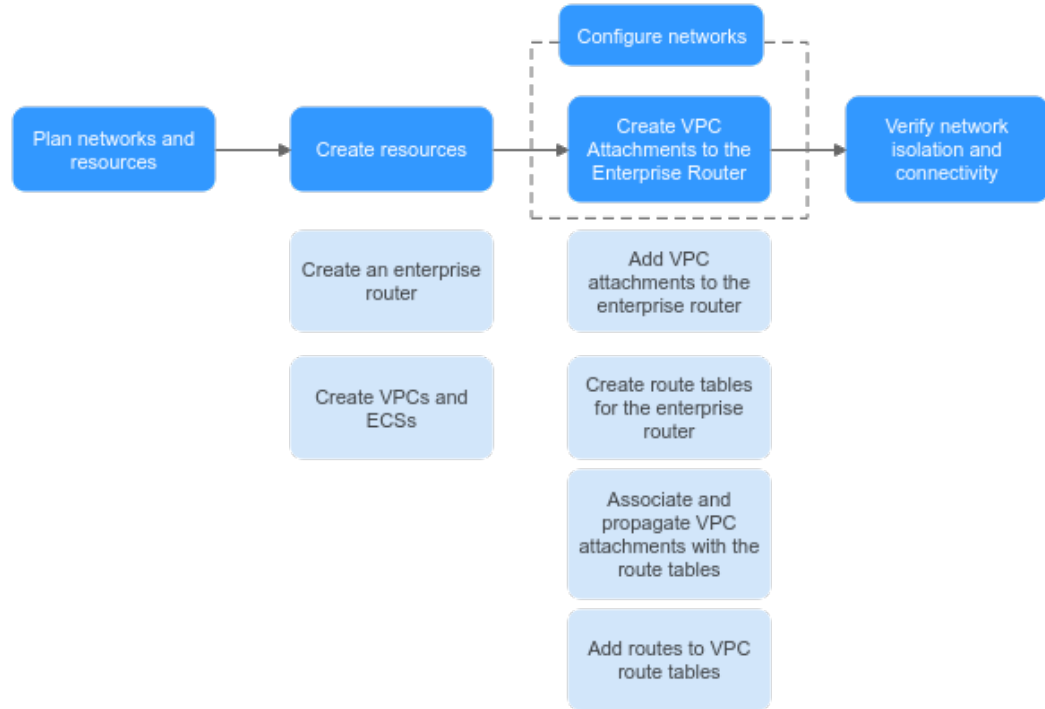 Configure networks
Plan networks and
resources
Create resources
Create VPC
Attachments to the
Enterprise Router
Verify network
isolation and
connectivity
Create an enterprise
router
Add VPC
attachments to the
enterprise router
Create VPCs and
ECSs
Create route tables
for the enterprise
router
Associate and
propagate VPC
attachments with the
route tables
Add routes to VPC
route tables